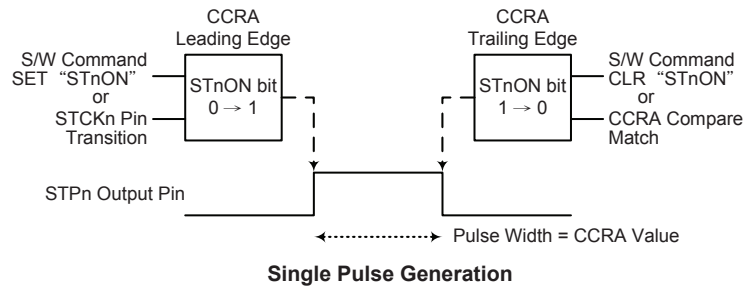 CCRA
Leading Edge
S/W Command
SET “STnON”
or
STCKn Pin
Transition
STnON bit
0 → 1
CCRA
Trailing Edge
STnON bit
1 → 0
S/W Command
CLR “STnON”
or
CCRA Compare
Match
STPn Output Pin
Pulse Width = CCRA Value
Single Pulse Generation